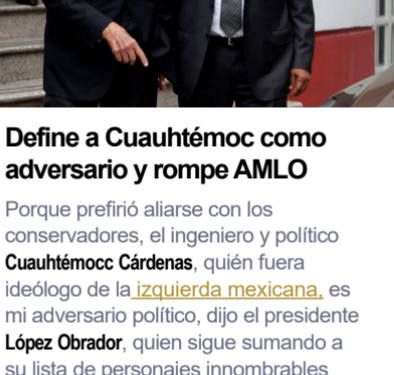 Define a Cuauhtémoc como
adversario y rompe AMLO
Porque prefirió aliarse con los
conservadores, el ingeniero y político
Cuauhtémocc Cárdenas, quién fuera
ideólogo de la izquierda mexicana, es
mi adversario político, dijo el presidente
López Obrador, quien sigue sumando a
su lista de personajes innombrables